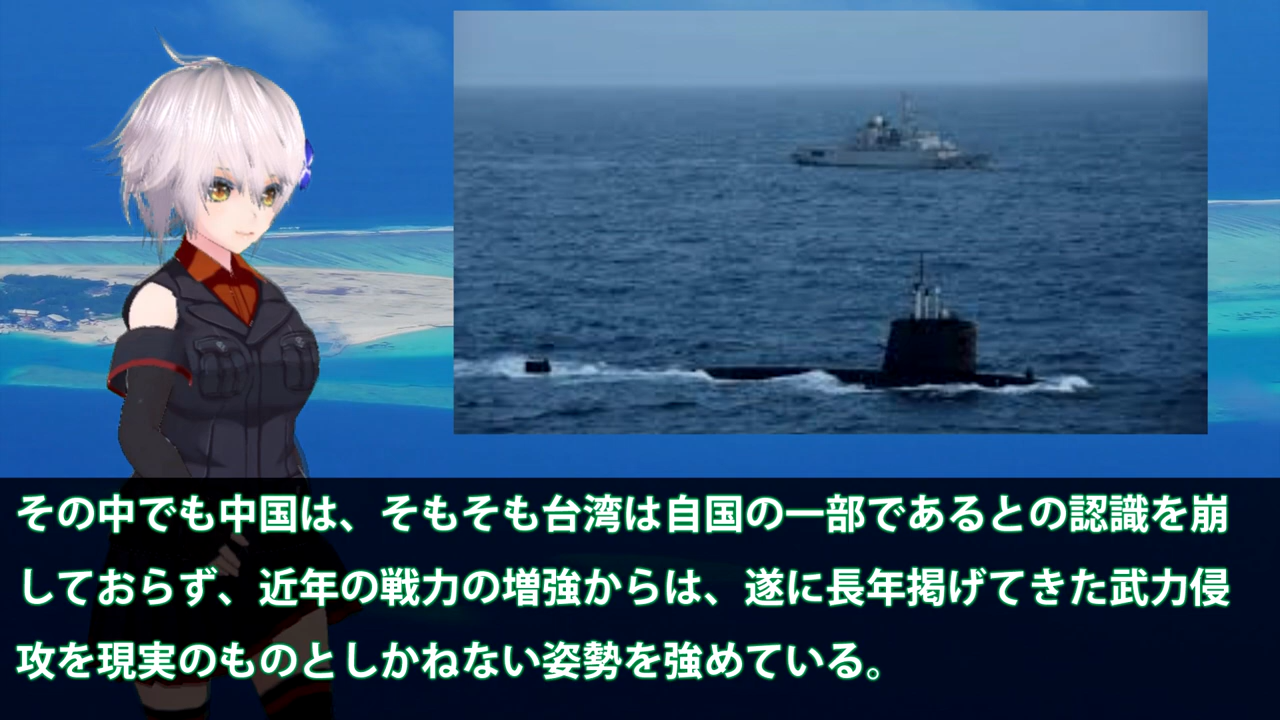 その中でも中国は、そもそも台湾は自国の一部であるとの認識を崩
しておらず、近年の戦力の増強からは、遂に長年掲げてきた武力侵
攻を現実のものとしかねない姿勢を強めている。